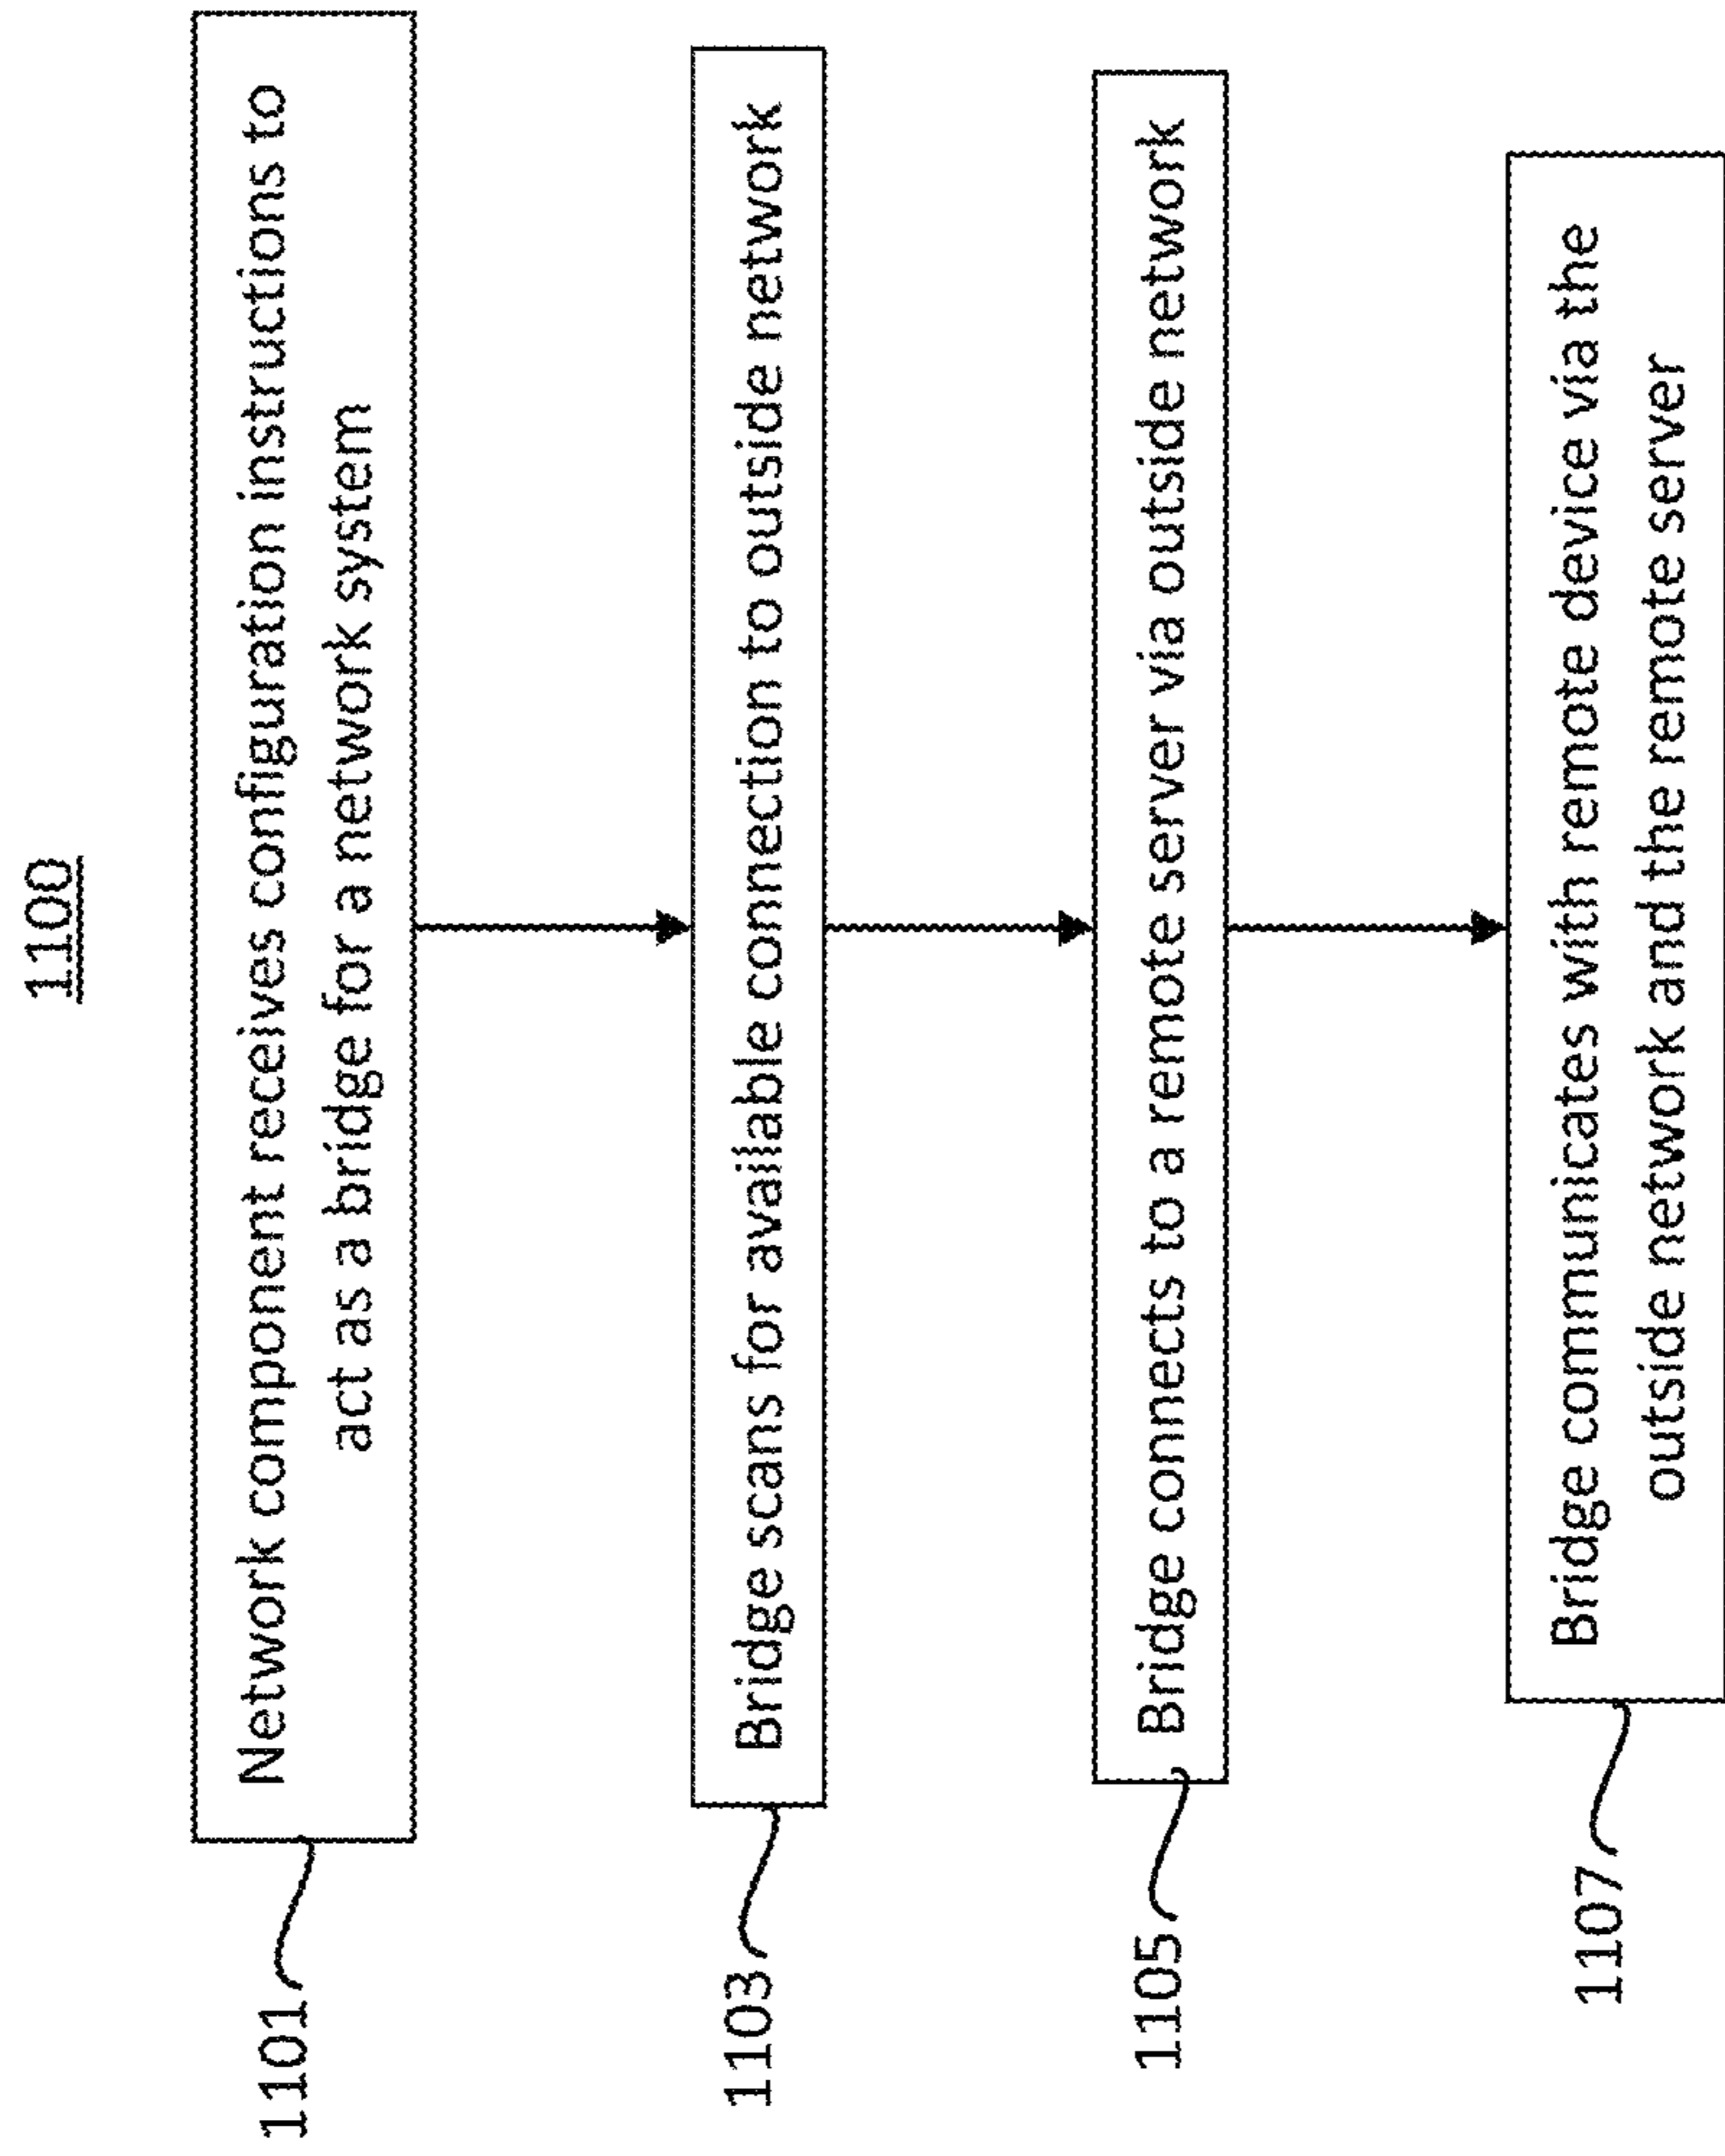 1100
1101
Network component receives configuration instructions to
act as a bridge for a network system
1103
Bridge scans for available connection to outside network
1105
Bridge connects to a remote server via outside network
1107
Bridge communicates with remote device via the
outside network and the remote server